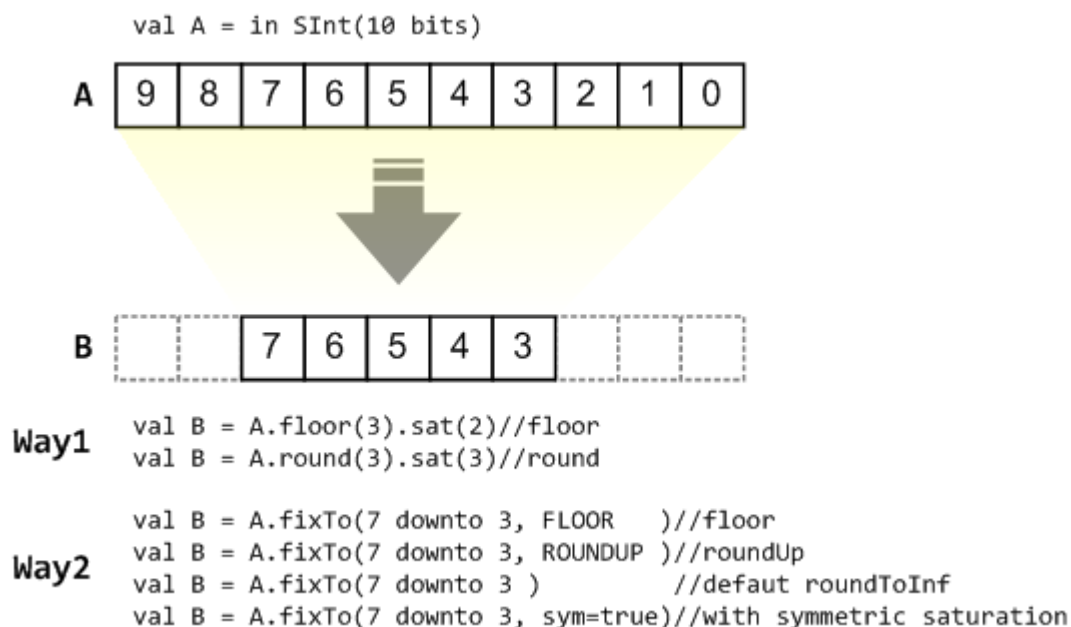 val A = in SInt(10 bits)
A 9 8 7 6 5 4 3 2 1 0
B 7 6 5 4 3
Way1
val B = A.floor(3).sat(2)//floor
val B = A.round(3).sat(3)//round
Way2
val B = A.fixTo(7 downto 3, FLOOR   )//floor
val B = A.fixTo(7 downto 3, ROUNDUP )//roundUp
val B = A.fixTo(7 downto 3 )         //defaut roundToInf
val B = A.fixTo(7 downto 3, sym=true)//with symmetric saturation